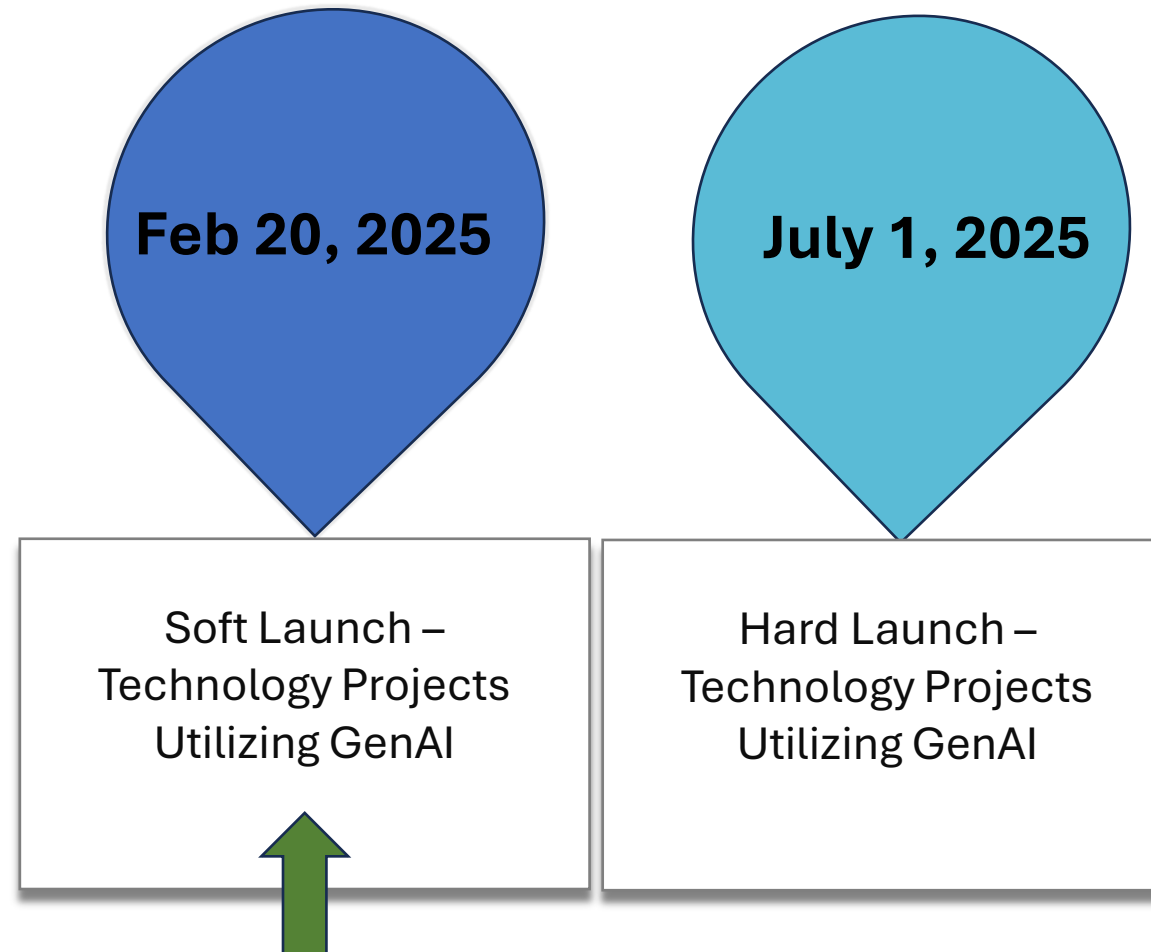 Feb 20, 2025
July 1, 2025
Soft Launch –
Technology Projects
Utilizing GenAI
Hard Launch –
Technology Projects
Utilizing GenAI